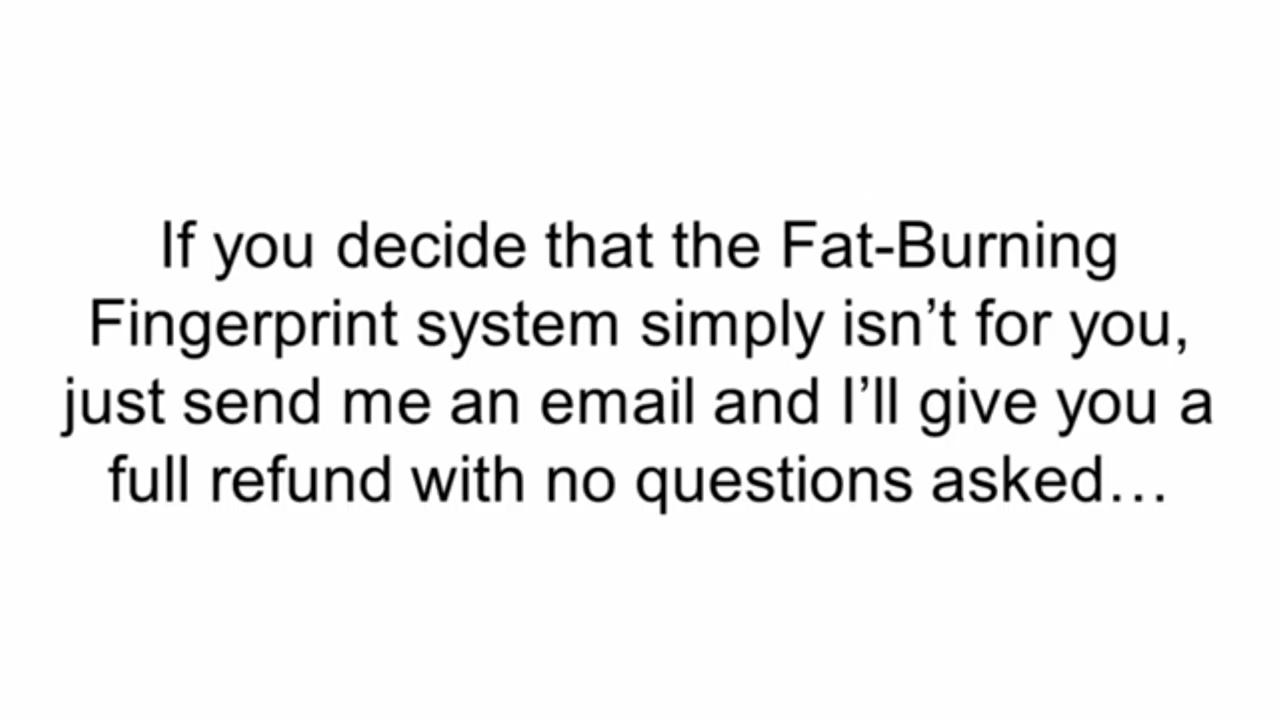 If you decide that the Fat-Burning
Fingerprint system simply isn’t for you,
just send me an email and I’ll give you a
full refund with no questions asked…